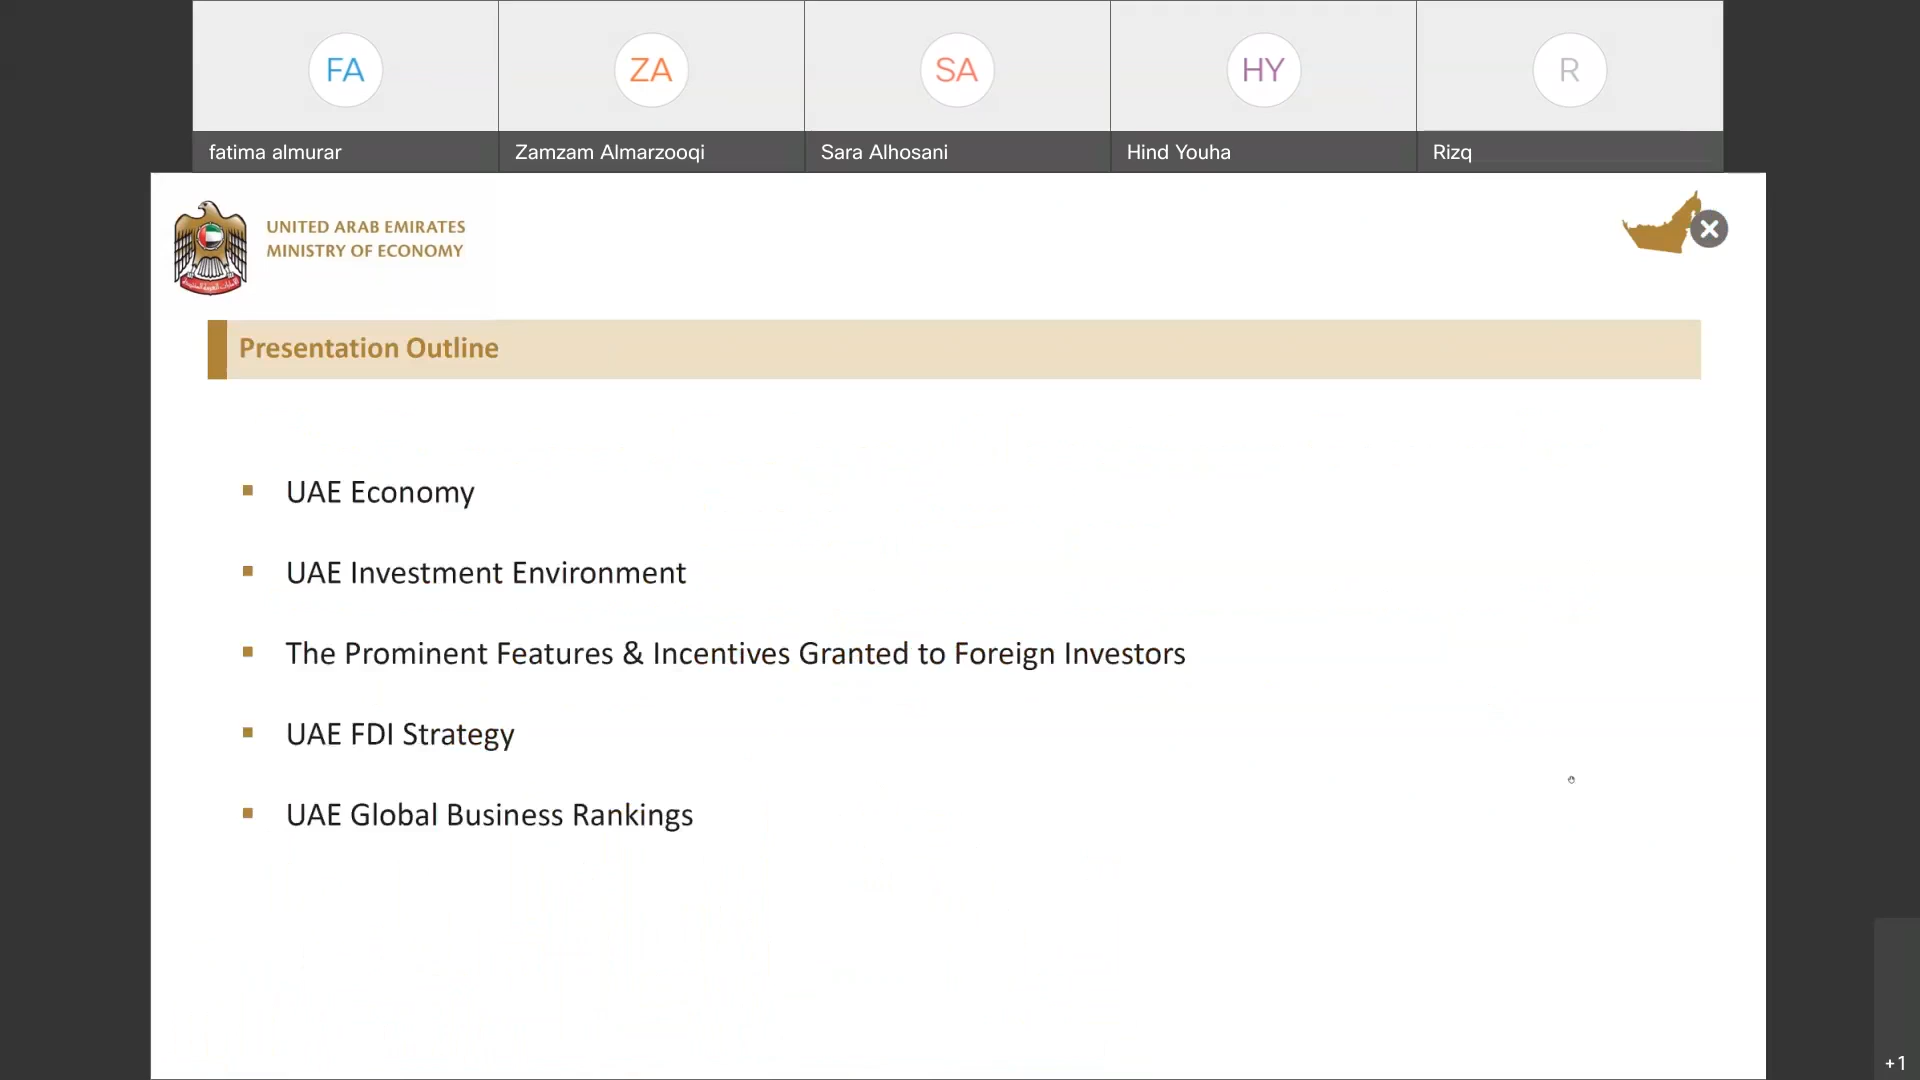 FA
ZA
SA
HY
R
fatima almurar
Zamzam Almarzooqi
Sara Alhosani
Hind Youha
Rizq
UNITED ARAB EMIRATES
MINISTRY OF ECONOMY
Presentation Outline
UAE Economy
UAE Investment Environment
The Prominent Features & Incentives Granted to Foreign Investors
UAE FDI Strategy
UAE Global Business Rankings
+1